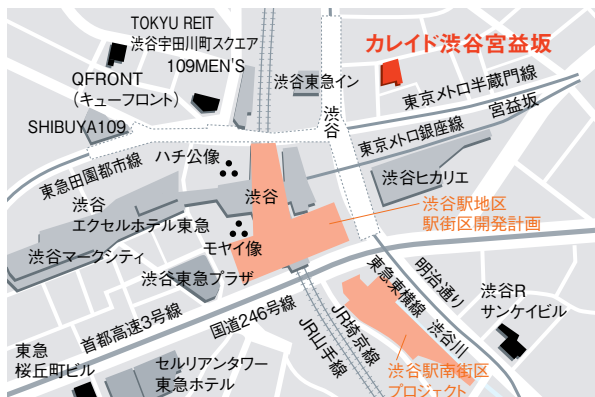 TOKYU REIT
渋谷宇田川町スクエア
109MEN'S
QFRONT
（キューフロント）
SHIBUYA109
渋谷東急イン
カレイド渋谷宮益坂
東京メトロ半蔵門線
宮益坂
東京メトロ銀座線
渋谷
東急田園都市線
ハチ公像
渋谷
渋谷ヒカリエ
渋谷
エクセルホテル東急
渋谷駅地区
駅街区開発計画
モヤイ像
渋谷マークシティ
渋谷東急プラザ
首都高速3号線
国道246号線
JR山手線
JR埼京線
東急東横線
明治通り
渋谷川
渋谷R
サンケイビル
東急
桜丘町ビル
セルリアンタワー
東急ホテル
渋谷駅南街区
プロジェクト